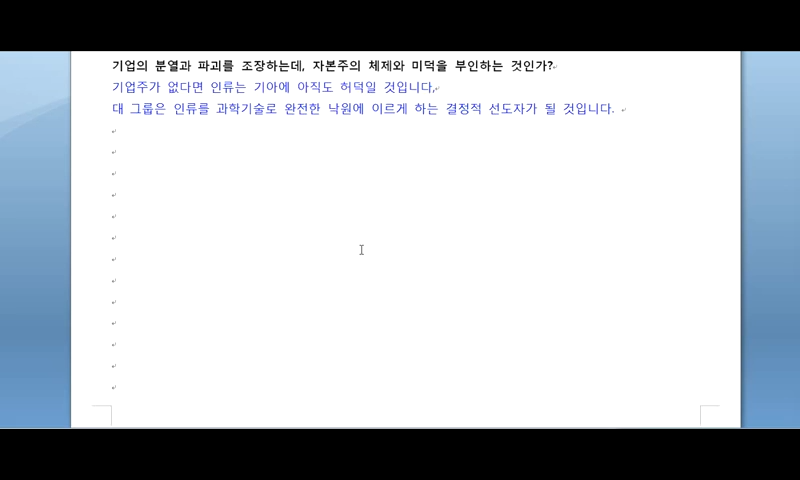 기업의 분열과 파괴를 조장하는데, 자본주의 체제와 미덕을 부인하는 것인가?
기업주가 없다면 인류는 기아에 아직도 허덕일 것입니다,
대 그룹은 인류를 과학기술로 완전한 낙원에 이르게 하는 결정적 선도자가 될 것입니다.